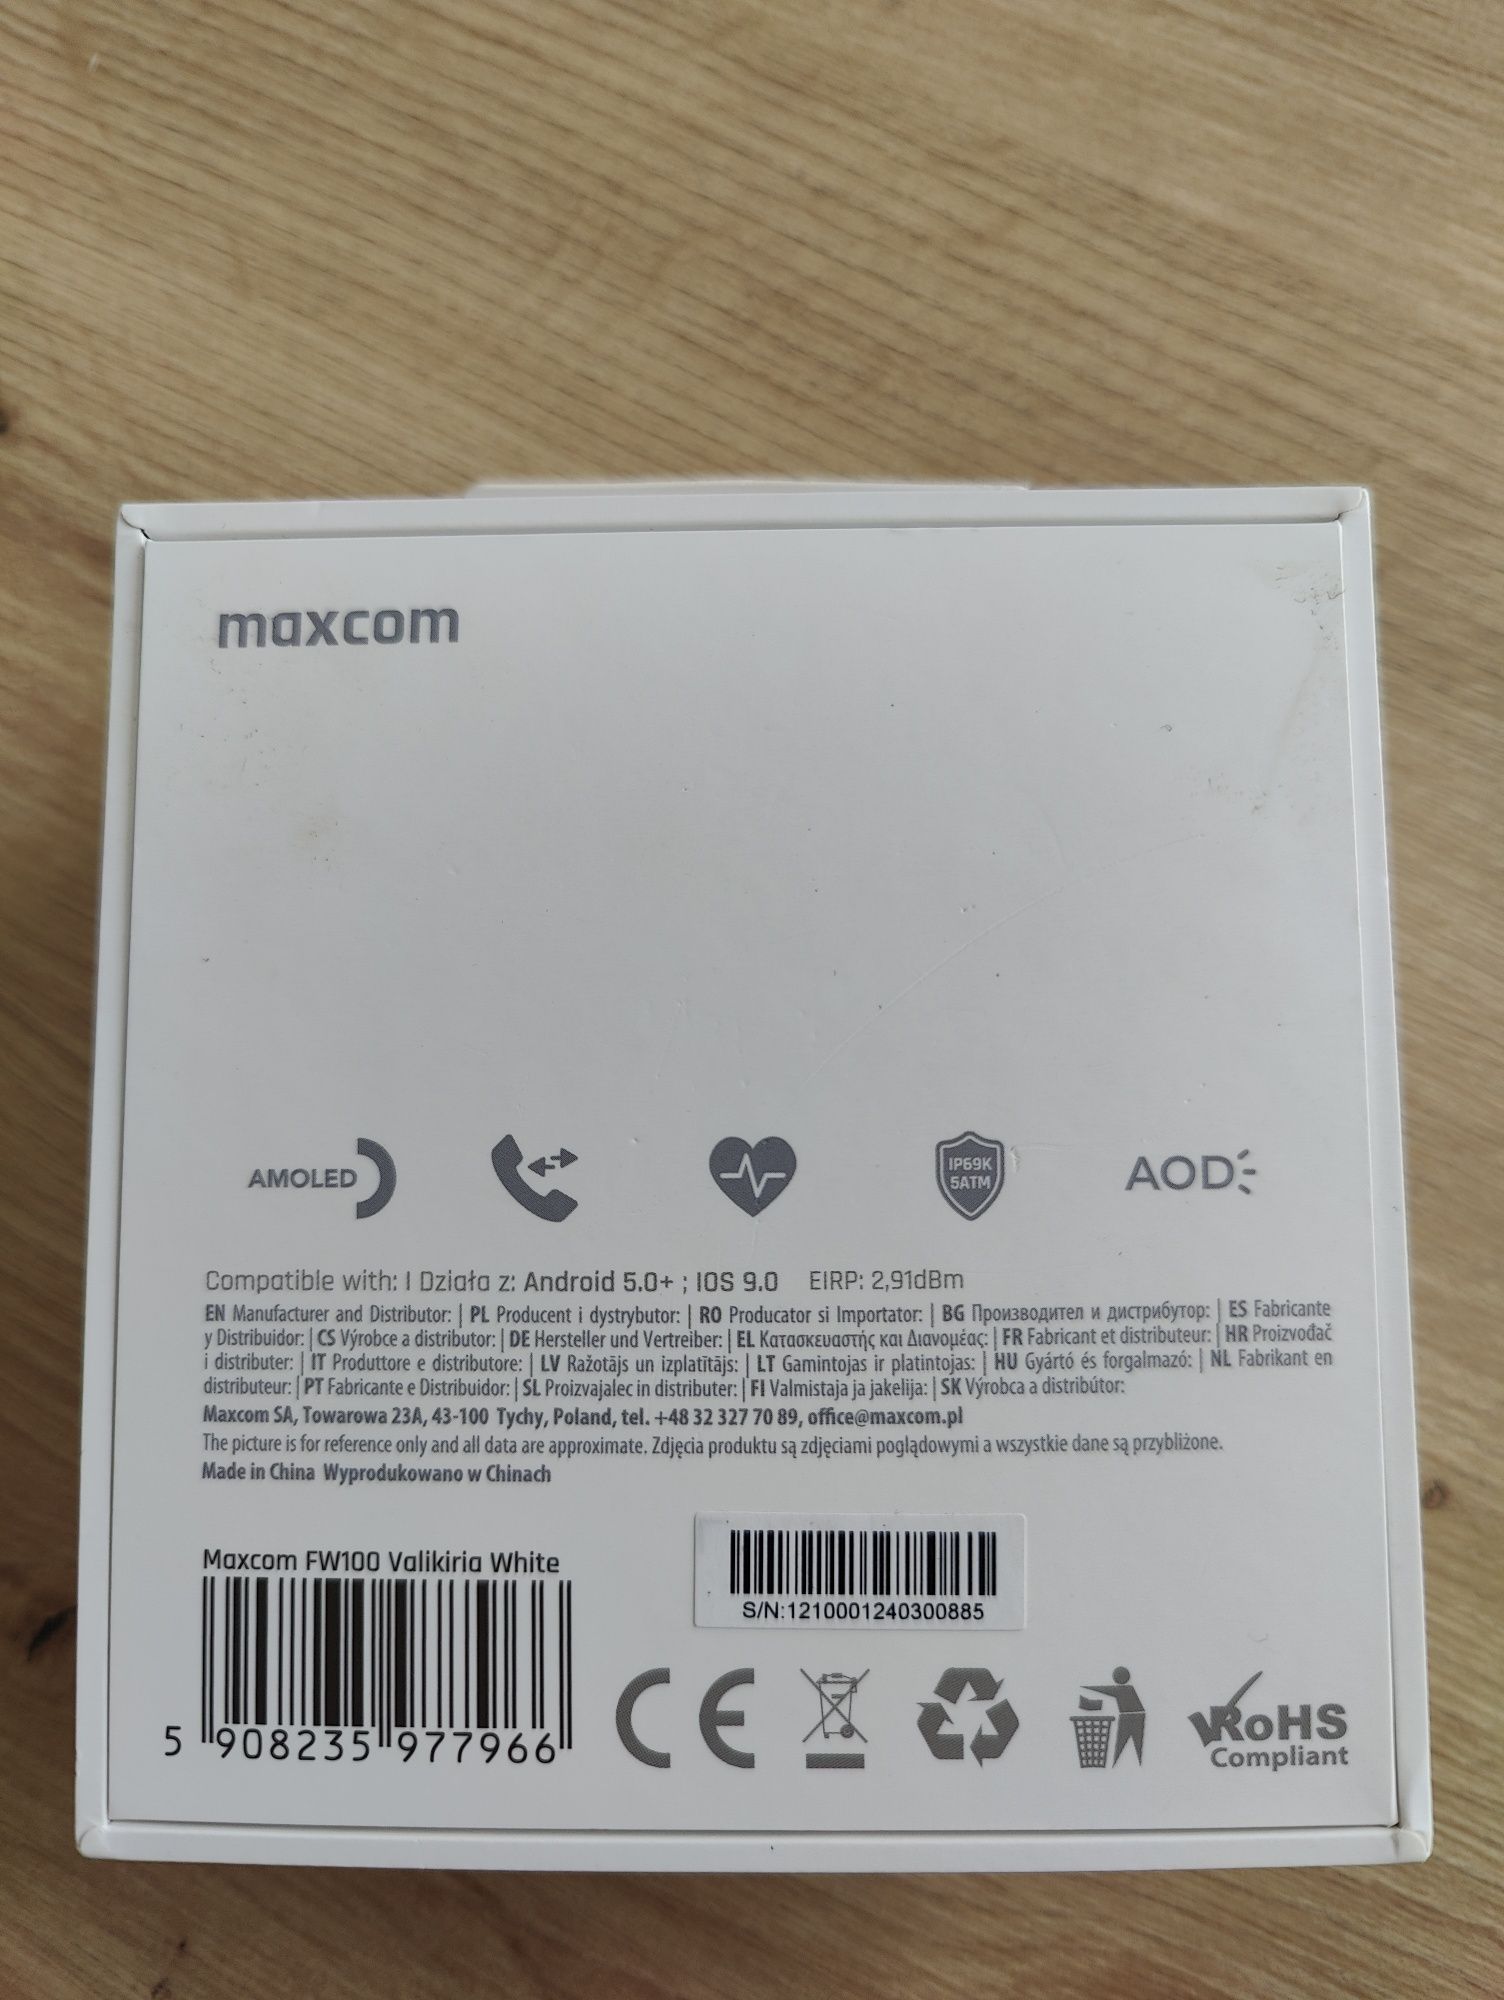 maxcom
AMOLED
IP69K
5ATM
AOD
Compatible with: | Działa z: Android 5.0+ ; IOS 9.0 EIRP: 2,91dBm
EN Manufacturer and Distributor: | PL Producent i dystrybutor: | RO Producator si Importator: | BG Производител и дистрибутор: | ES Fabricante
y Distribuidor: | CS Výrobce a distributor: | DE Hersteller und Vertreiber: | EL Κατασκευαστής και Διανομέας: | FR Fabricant et distributeur: | HR Proizvođač
i distributer: | IT Produttore e distributore: | LV Ražotājs un izplatītājs: | LT Gamintojas ir platintojas: | HU Gyártó és forgalmazó: | NL Fabrikant en
distributeur: | PT Fabricante e Distribuidor: | SL Proizvajalec in distributer: | FI Valmistaja ja jakelija: | SK Výrobca a distribútor:
Maxcom SA, Towarowa 23A, 43-100 Tychy, Poland, tel. +48 32 327 70 89, office@maxcom.pl
The picture is for reference only and all data are approximate. Zdjęcia produktu są zdjęciami poglądowymi a wszystkie dane są przybliżone.
Made in China Wyprodukowano w Chinach
Maxcom FW100 Valikiria White
S/N:1210001240300885
5 908235 977966
CE
RoHS
Compliant